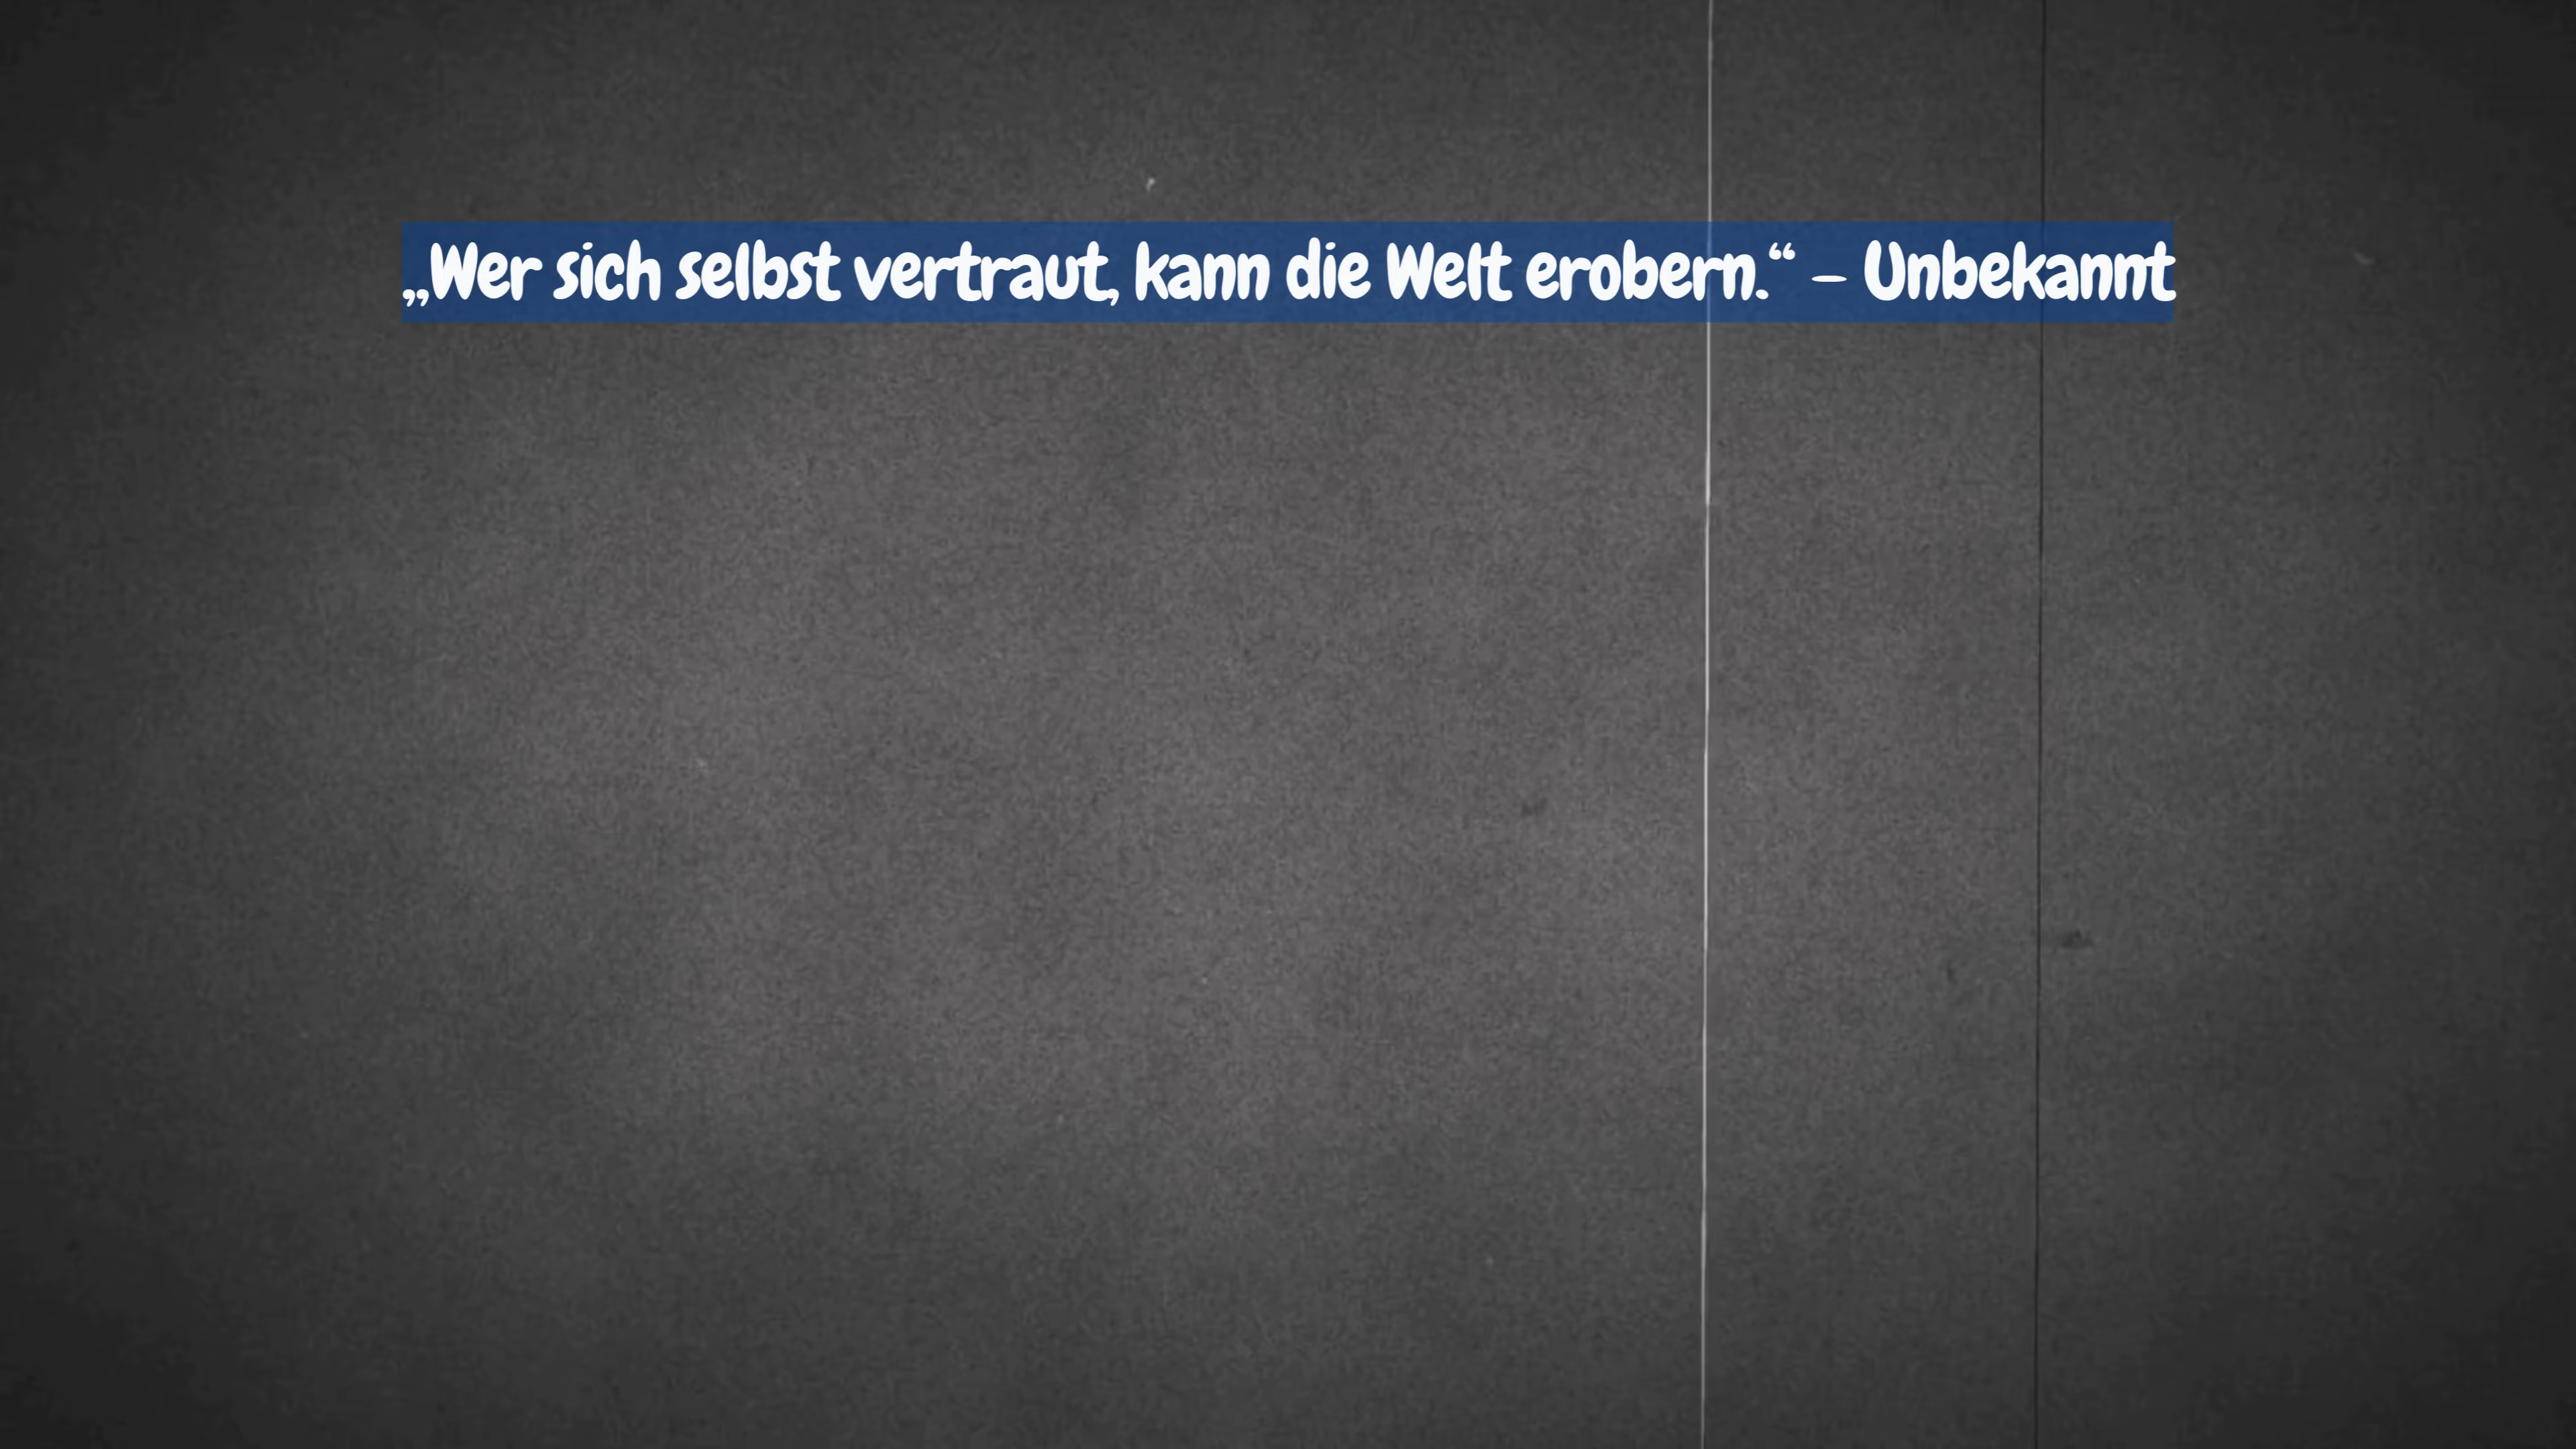 „Wer sich selbst vertraut, kann die Welt erobern.“ – Unbekannt